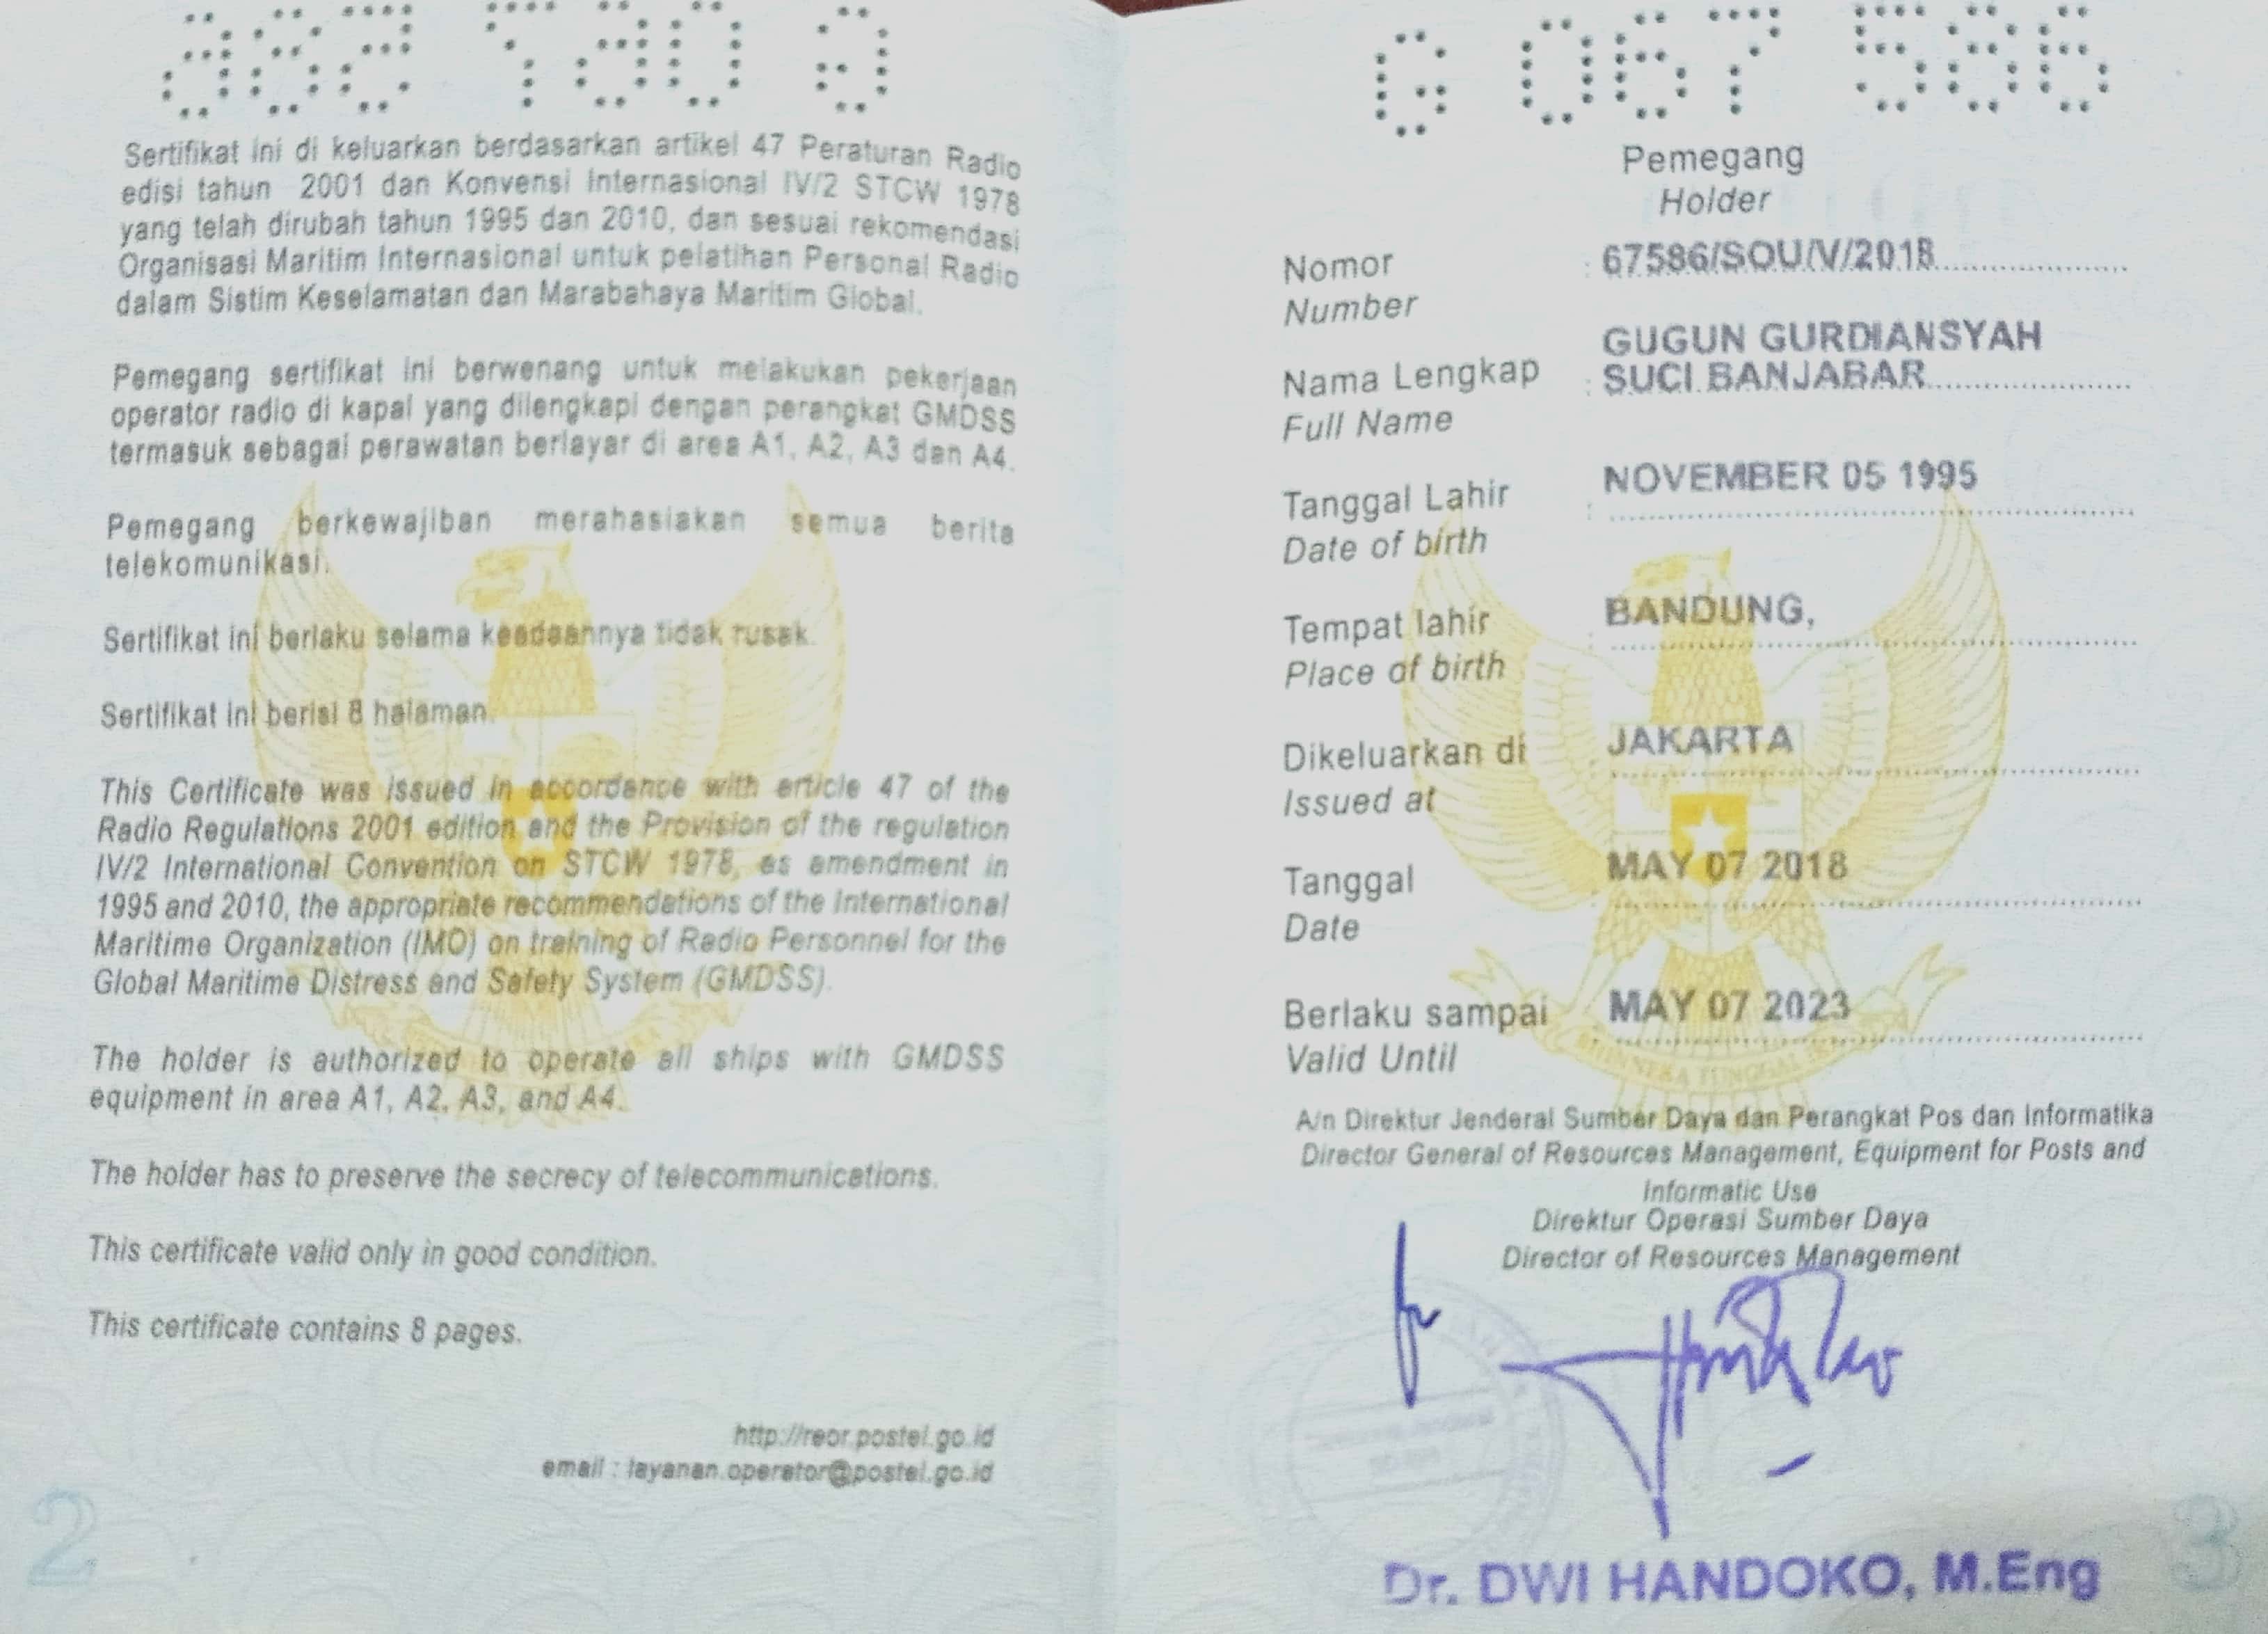 G 067 586
Sertifikat ini di keluarkan berdasarkan artikel 47 Peraturan Radio
edisi tahun 2001 dan Konvensi Internasional IV/2 STCW 1978
yang telah dirubah tahun 1995 dan 2010, dan sesuai rekomendasi
Organisasi Maritim Internasional untuk pelatihan Personal Radio
dalam Sistim Keselamatan dan Marabahaya Maritim Global.
Pemegang sertifikat ini berwenang untuk melakukan pekerjaan
operator radio di kapal yang dilengkapi dengan perangkat GMDSS
termasuk sebagai perawatan berlayar di area A1, A2, A3 dan A4.
Pemegang berkewajiban merahasiakan semua berita
telekomunikasi.
Sertifikat ini berlaku selama keadaannya tidak rusak.
Sertifikat ini berisi 8 halaman.
This Certificate was issued in accordance with article 47 of the
Radio Regulations 2001 edition and the Provision of the regulation
IV/2 International Convention on STCW 1978, as amendment in
1995 and 2010, the appropriate recommendations of the International
Maritime Organization (IMO) on training of Radio Personnel for the
Global Maritime Distress and Safety System (GMDSS).
The holder is authorized to operate all ships with GMDSS
equipment in area A1, A2, A3, and A4.
The holder has to preserve the secrecy of telecommunications.
This certificate valid only in good condition.
This certificate contains 8 pages.
http://reor.postel.go.id
email : layanan.operator@postel.go.id
2
G 067 586
Pemegang
Holder
Nomor : 67586/SOU/V/2018
Number
GUGUN GURDIANSYAH
Nama Lengkap : SUCI BANJABAR
Full Name
Tanggal Lahir : NOVEMBER 05 1995
Date of birth
Tempat lahir : BANDUNG,
Place of birth
Dikeluarkan di : JAKARTA
Issued at
Tanggal : MAY 07 2018
Date
Berlaku sampai : MAY 07 2023
Valid Until
BHINNEKA TUNGGAL IKA
A/n Direktur Jenderal Sumber Daya dan Perangkat Pos dan Informatika
Director General of Resources Management, Equipment for Posts and
Informatic Use
Direktur Operasi Sumber Daya
Director of Resources Management
Dr. DWI HANDOKO, M.Eng
3